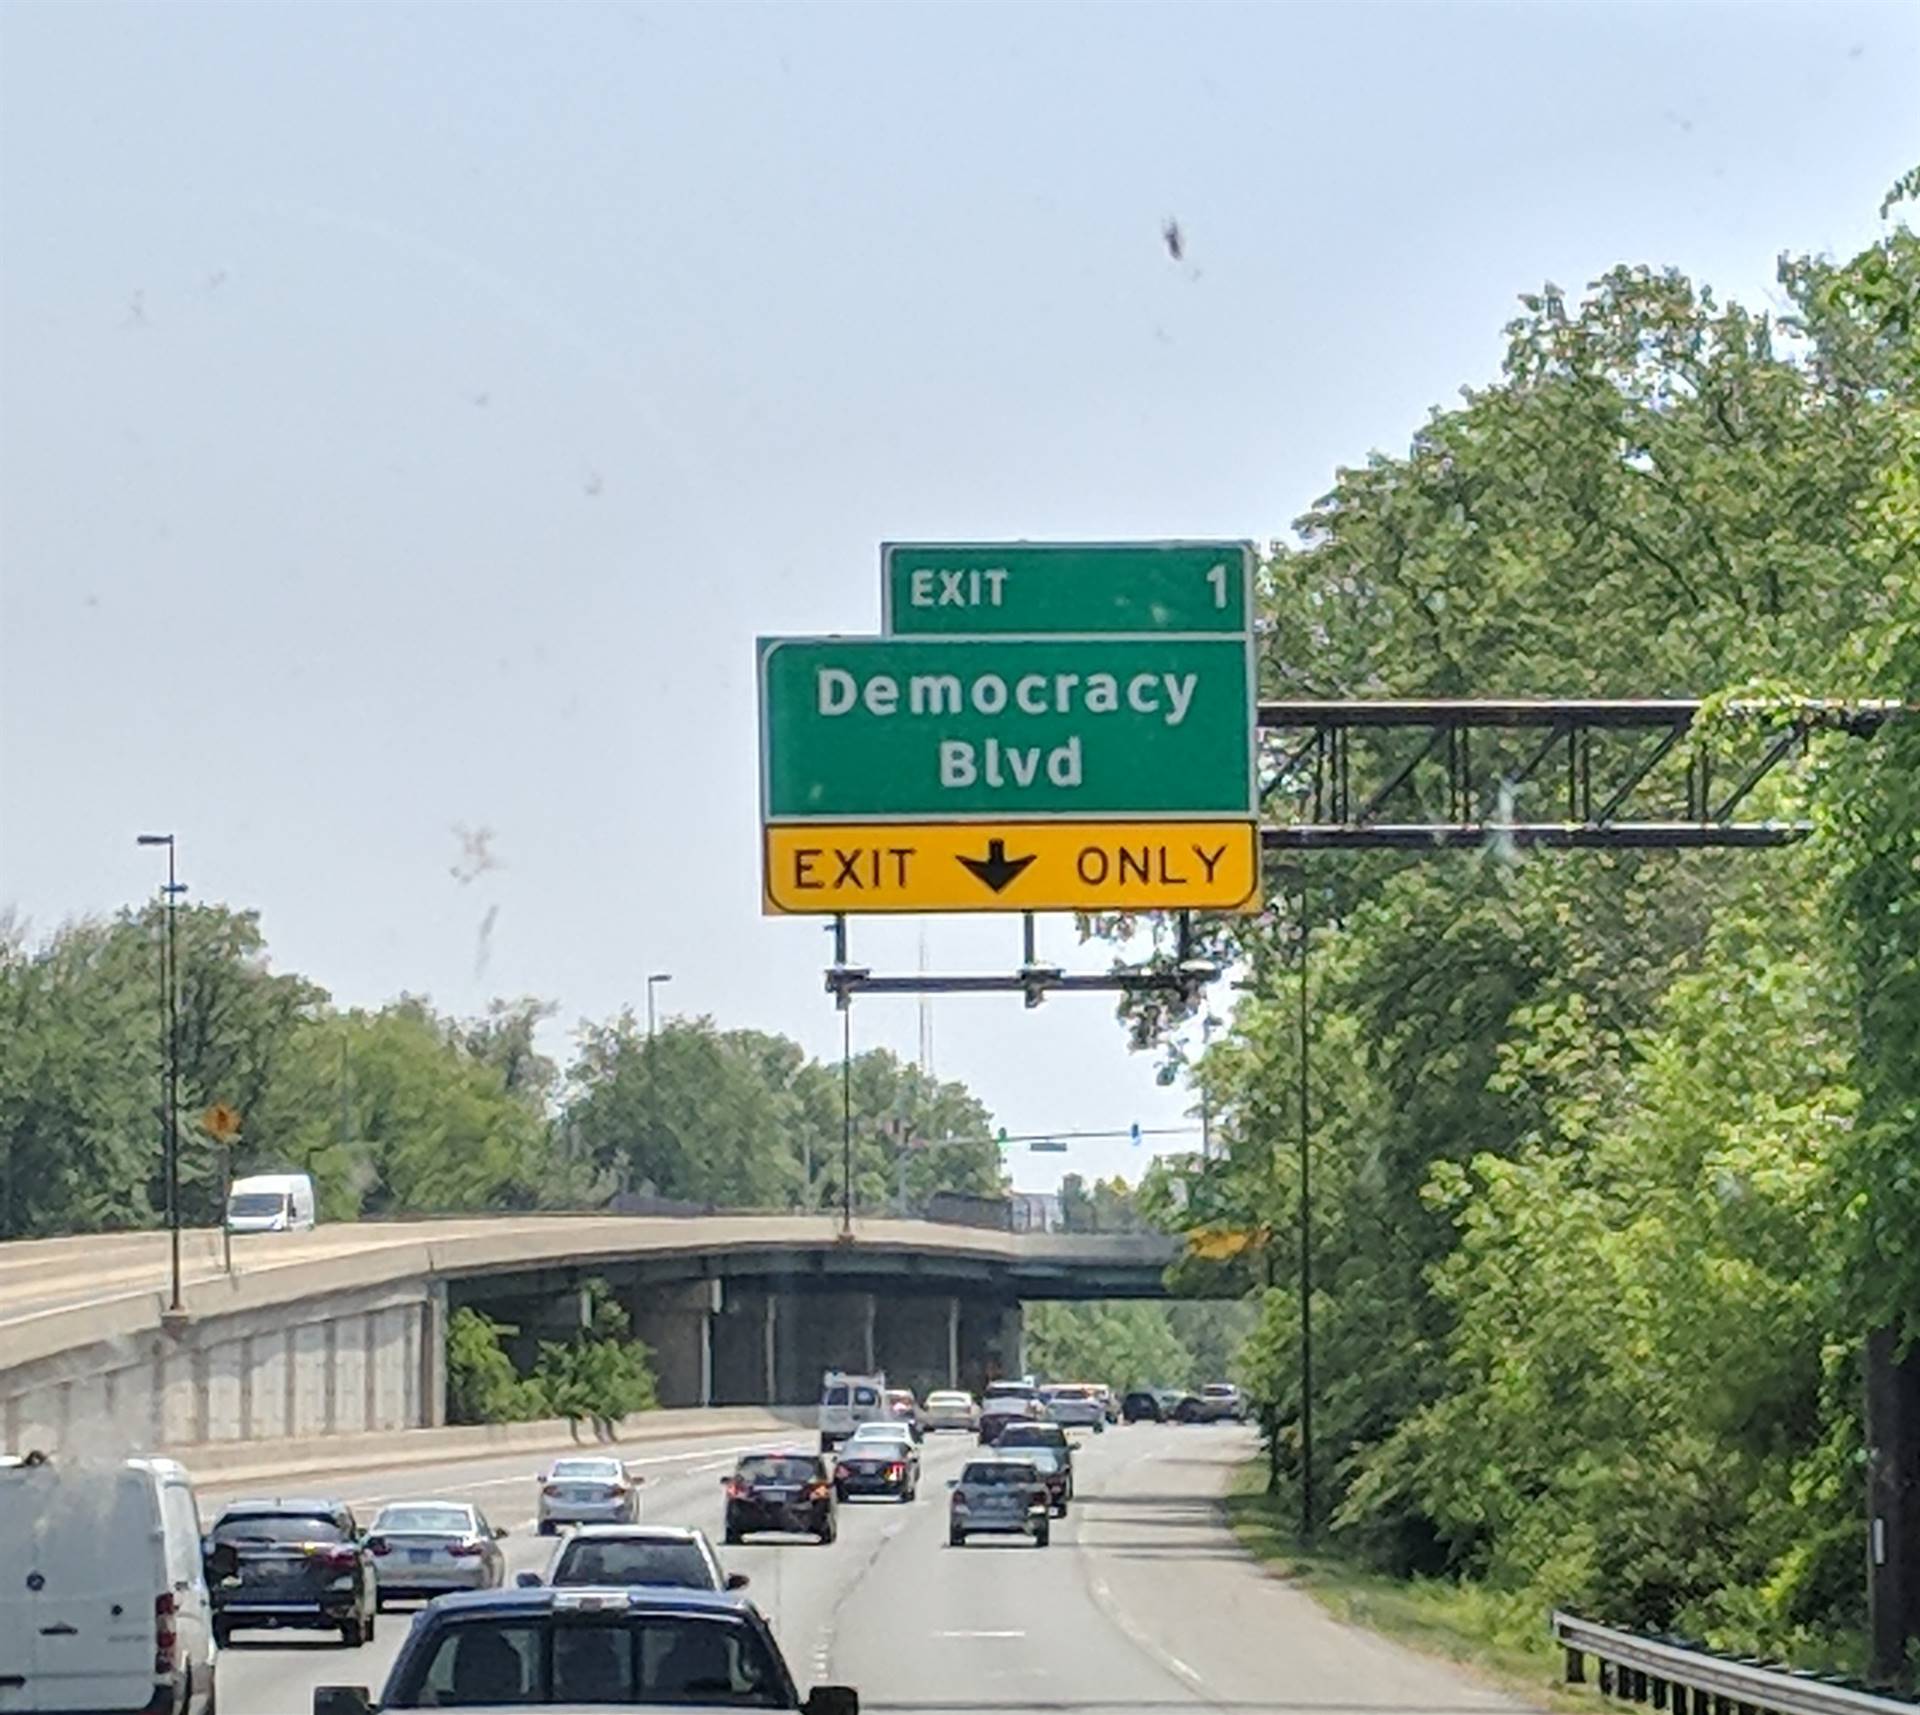 EXIT 1
Democracy
Blvd
EXIT ONLY